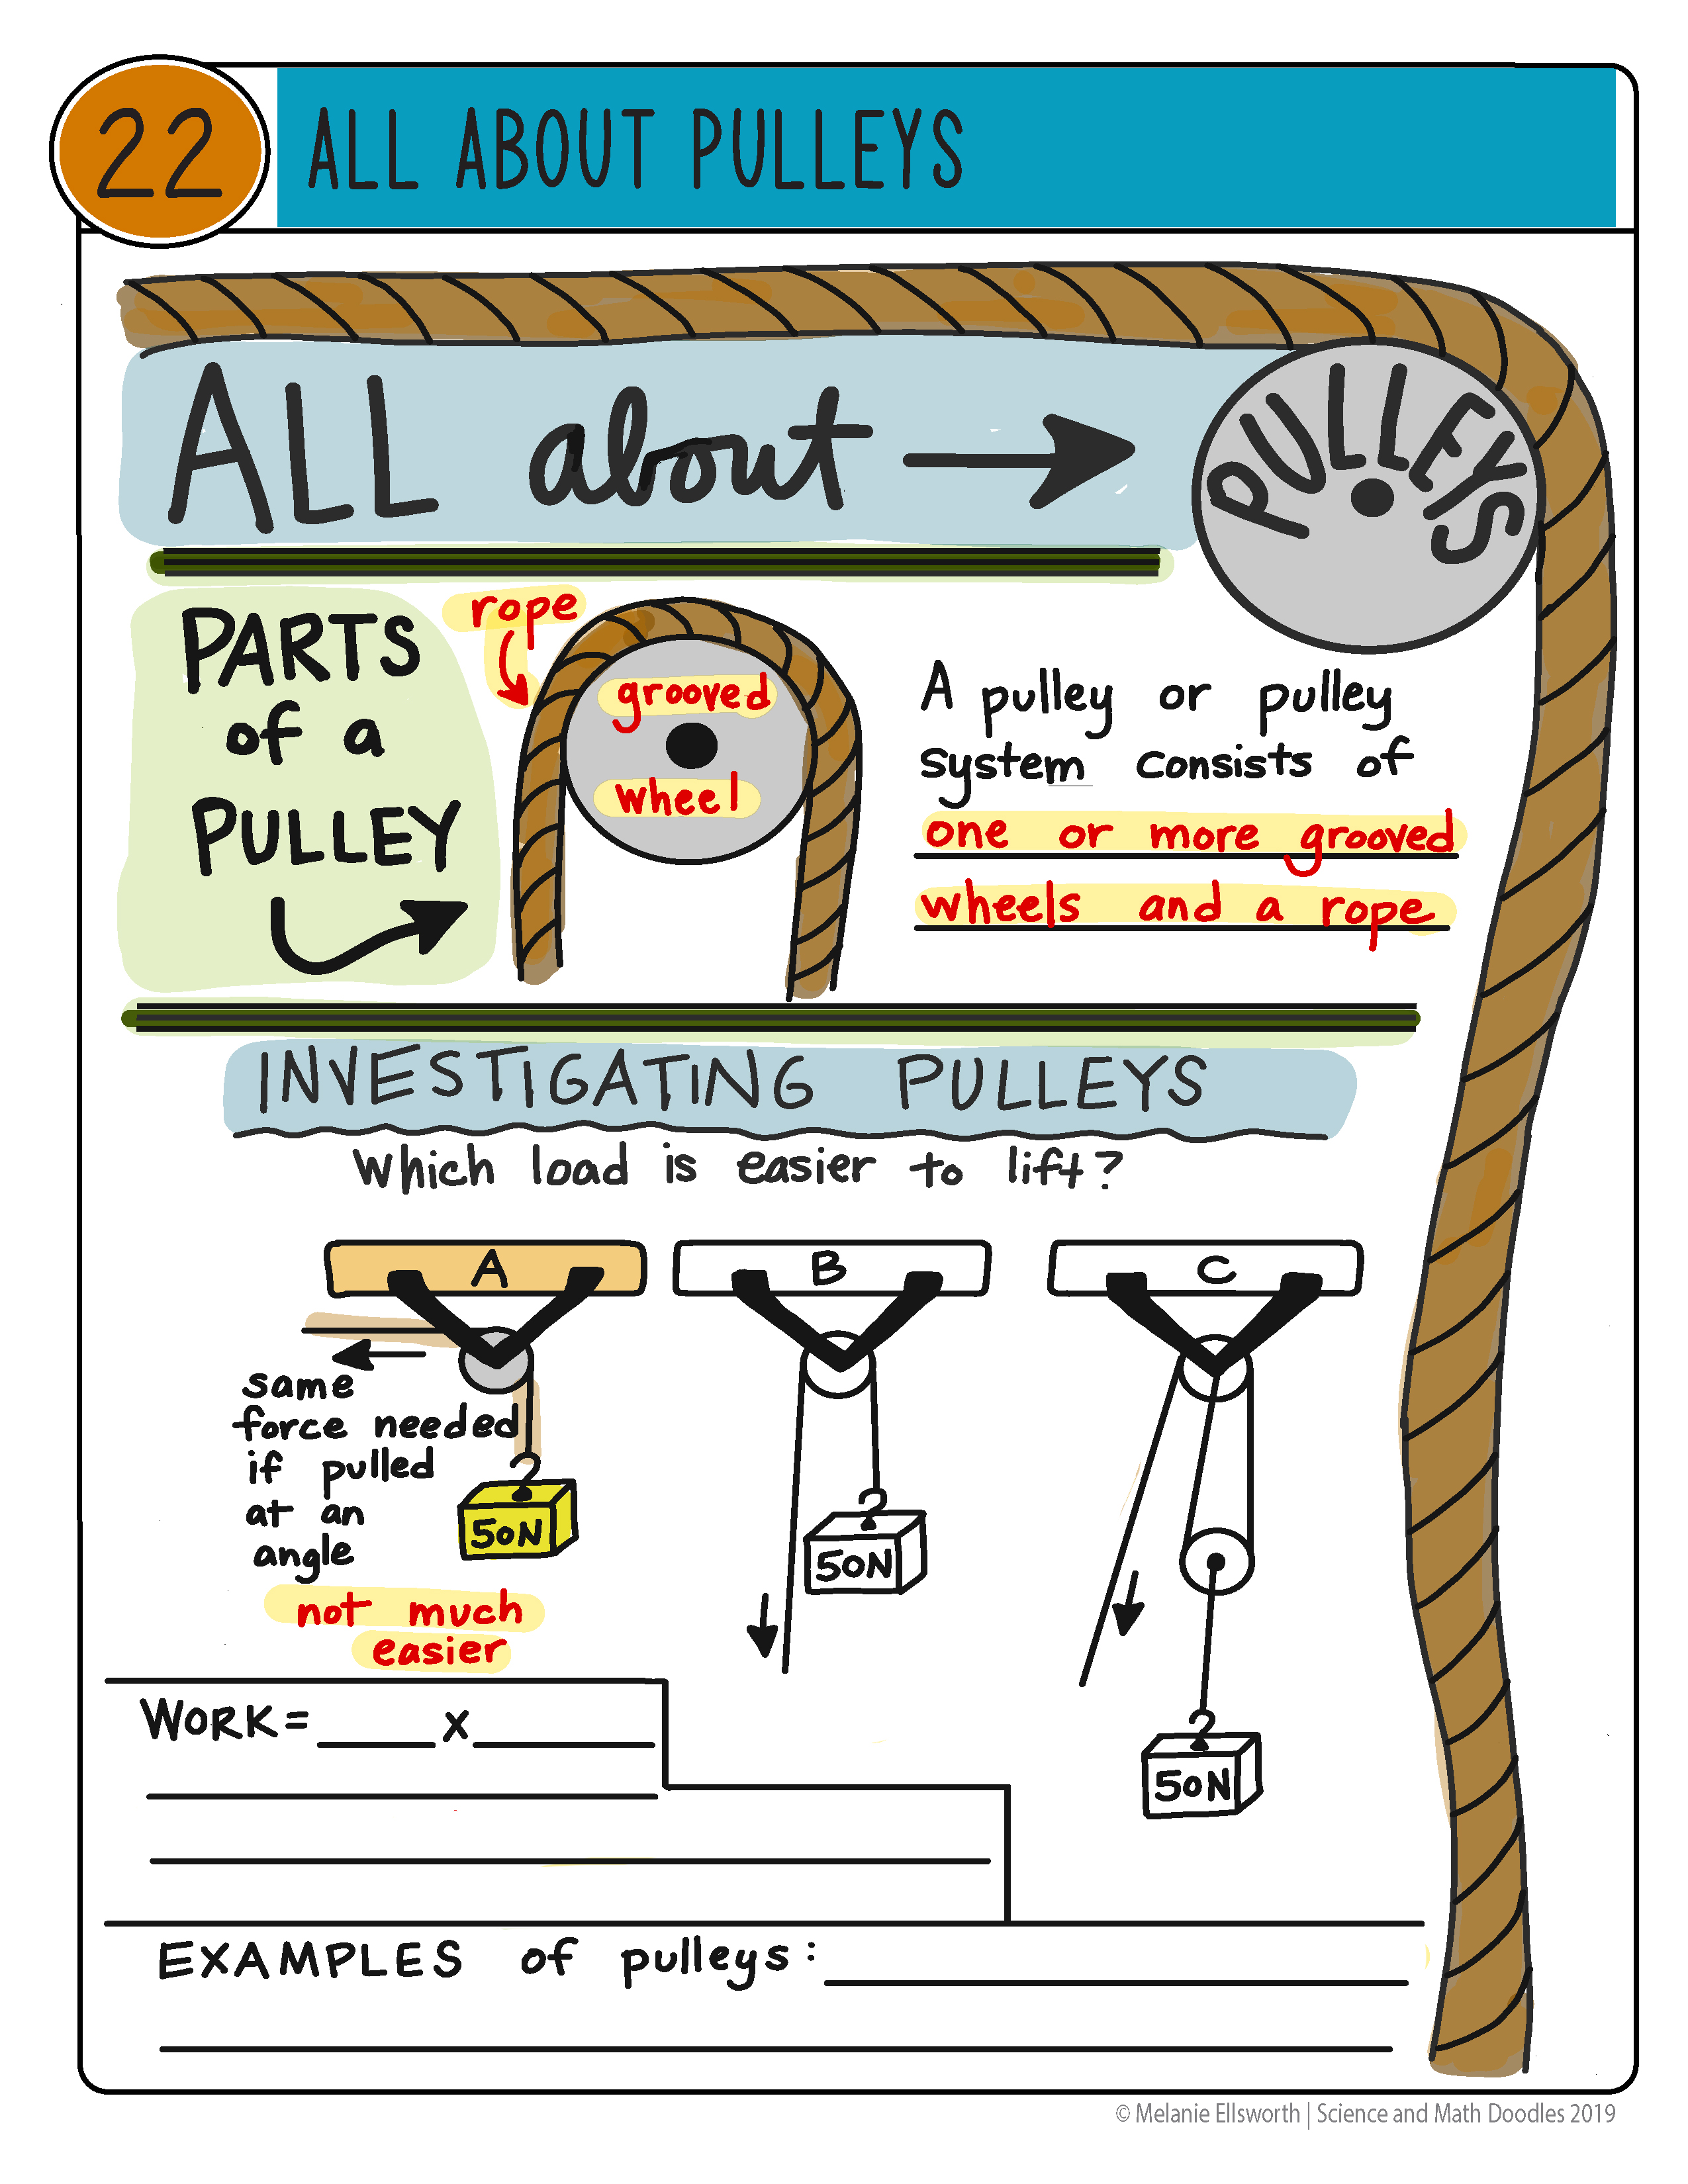 22
ALL ABOUT PULLEYS
ALL about
PULLEYS
PARTS
of a
PULLEY
rope
grooved
wheel
A pulley or pulley
system consists of
one or more grooved
wheels and a rope
INVESTIGATING PULLEYS
Which load is easier to lift?
A
B
C
same
force needed
if pulled
at an
angle
50N
not much
easier
50N
50N
WORK= x
EXAMPLES of pulleys:
© Melanie Ellsworth | Science and Math Doodles 2019